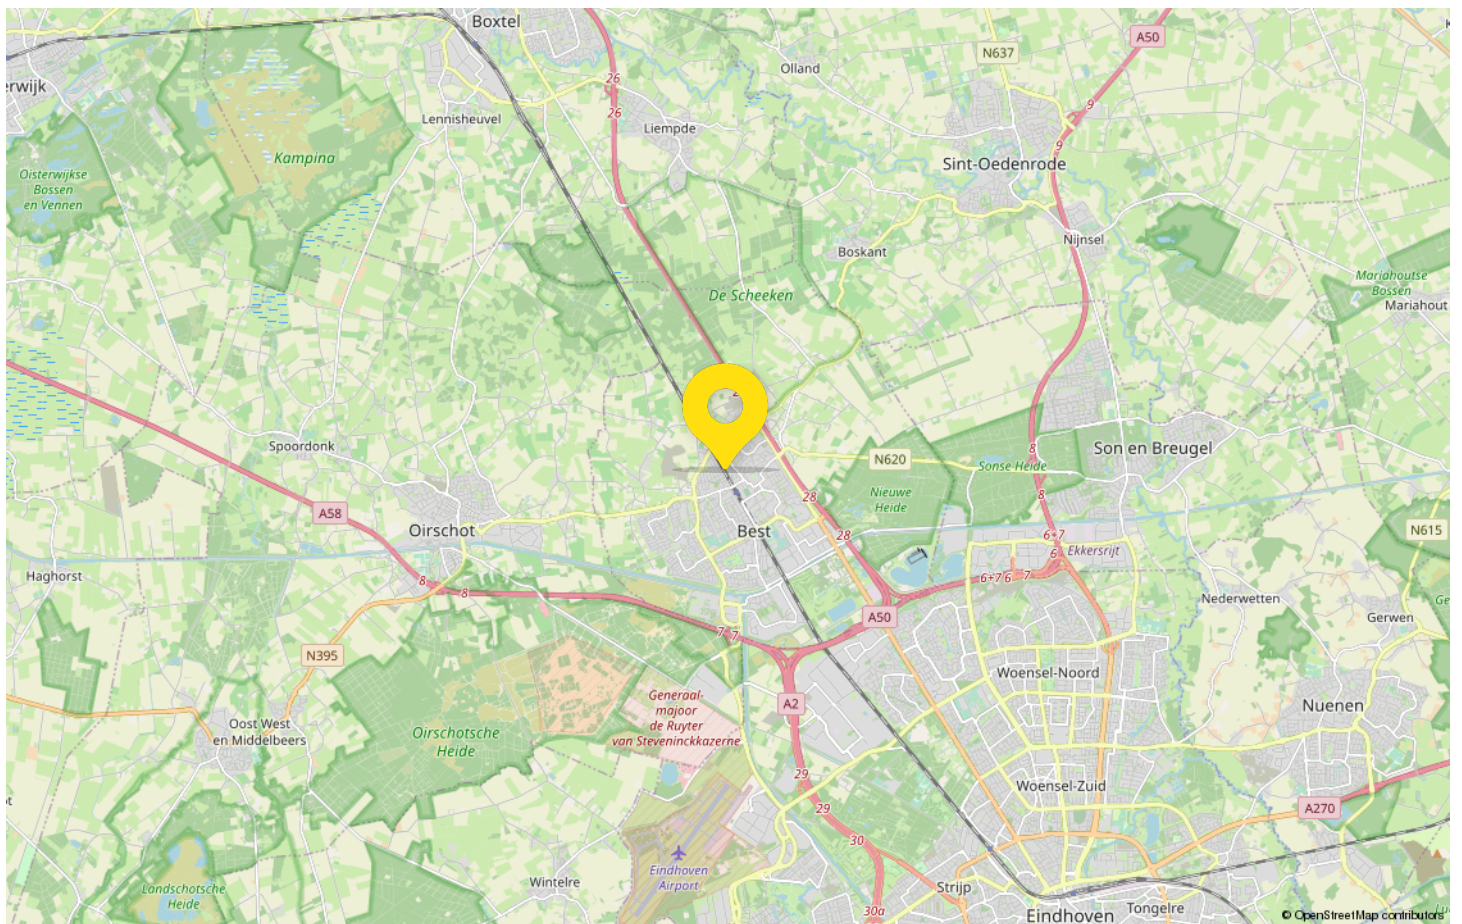 Boxtel
A50
N637
Olland
26
erwijk
9
26
Lennisheuvel
Liempde
9
Kampina
Sint-Oedenrode
Oisterwijkse
Bossen
en Vennen
Nijnsel
Boskant
Mariahoutse
Bossen
De Scheeken
Mariahout
Spoordonk
8
Son en Breugel
N620
Sonse Heide
Nieuwe
Heide
28
8
A58
Oirschot
Best
28
N615
6+7
Ekkersrijt
6
Haghorst
8
8
6+7
6
7
Nederwetten
Ge
A50
Gerwen
7
7
N395
Woensel-Noord
Generaal-
majoor
de Ruyter
van Steveninckkazerne
A2
Nuenen
Oost West
en Middelbeers
Oirschotsche
Heide
29
Woensel-Zuid
29
A270
30
Eindhoven
Airport
Landschotsche
Heide
Wintelre
Strijp
30a
Tongelre
Eindhoven
© OpenStreetMap contributors